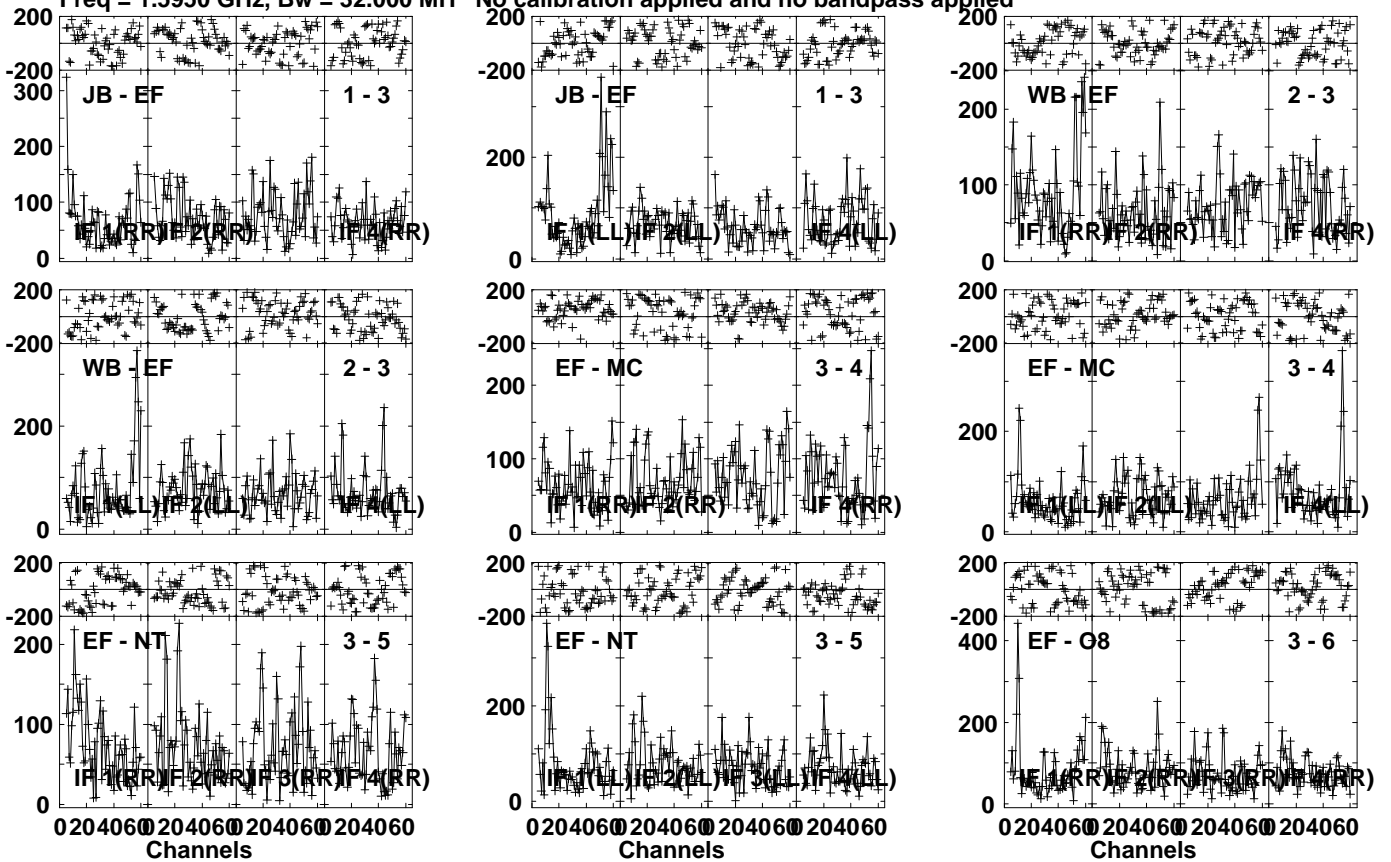 Freq = 1.5950 GHz, Bw = 32.000 MH No calibration applied and no bandpass applied
200
-200
300
200
100
0
JB - EF 1 - 3
IF 1(RR) IF 2(RR) IF 4(RR)
200
-200
200
0
JB - EF 1 - 3
IF 1(LL) IF 2(LL) IF 4(LL)
200
-200
200
100
0
WB - EF 2 - 3
IF 1(RR) IF 2(RR) IF 4(RR)
200
-200
200
0
WB - EF 2 - 3
IF 1(LL) IF 2(LL) IF 4(LL)
200
-200
200
100
0
EF - MC 3 - 4
IF 1(RR) IF 2(RR) IF 4(RR)
200
-200
200
0
EF - MC 3 - 4
IF 1(LL) IF 2(LL) IF 4(LL)
200
-200
200
100
0
EF - NT 3 - 5
IF 1(RR) IF 2(RR) IF 3(RR) IF 4(RR)
0 20 40 60 0 20 40 60 0 20 40 60 0 20 40 60
Channels
200
-200
200
0
EF - NT 3 - 5
IF 1(LL) IF 2(LL) IF 3(LL) IF 4(LL)
0 20 40 60 0 20 40 60 0 20 40 60 0 20 40 60
Channels
200
-200
400
200
0
EF - O8 3 - 6
IF 1(RR) IF 2(RR) IF 3(RR) IF 4(RR)
0 20 40 60 0 20 40 60 0 20 40 60 0 20 40 60
Channels